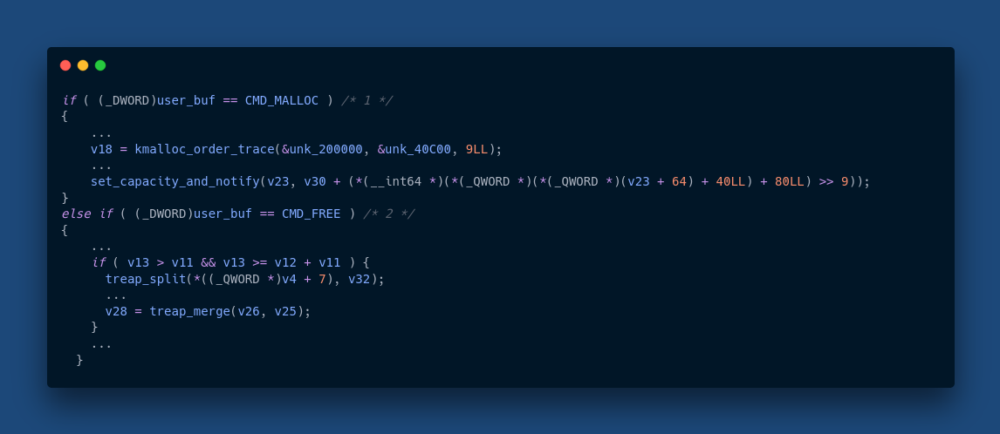 if ( (_DWORD)user_buf == CMD_MALLOC ) /* 1 */
{
    ...
    v18 = kmalloc_order_trace(&unk_200000, &unk_40C00, 9LL);
    ...
    set_capacity_and_notify(v23, v30 + (*(__int64 *)(*(_QWORD *)(*(_QWORD *)(v23 + 64) + 40LL) + 80LL) >> 9));
}
else if ( (_DWORD)user_buf == CMD_FREE ) /* 2 */
{
    ...
    if ( v13 > v11 && v13 >= v12 + v11 ) {
      treap_split(*((_QWORD *)v4 + 7), v32);
      ...
      v28 = treap_merge(v26, v25);
    }
    ...
  }